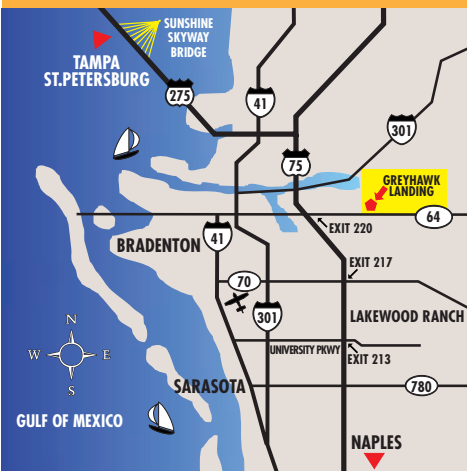 SUNSHINE
SKYWAY
BRIDGE
TAMPA
ST.PETERSBURG
275
41
301
75
GREYHAWK
LANDING
64
EXIT 220
41
BRADENTON
EXIT 217
70
301
LAKEWOOD RANCH
N
W
E
S
UNIVERSITY PKWY
EXIT 213
SARASOTA
780
GULF OF MEXICO
NAPLES